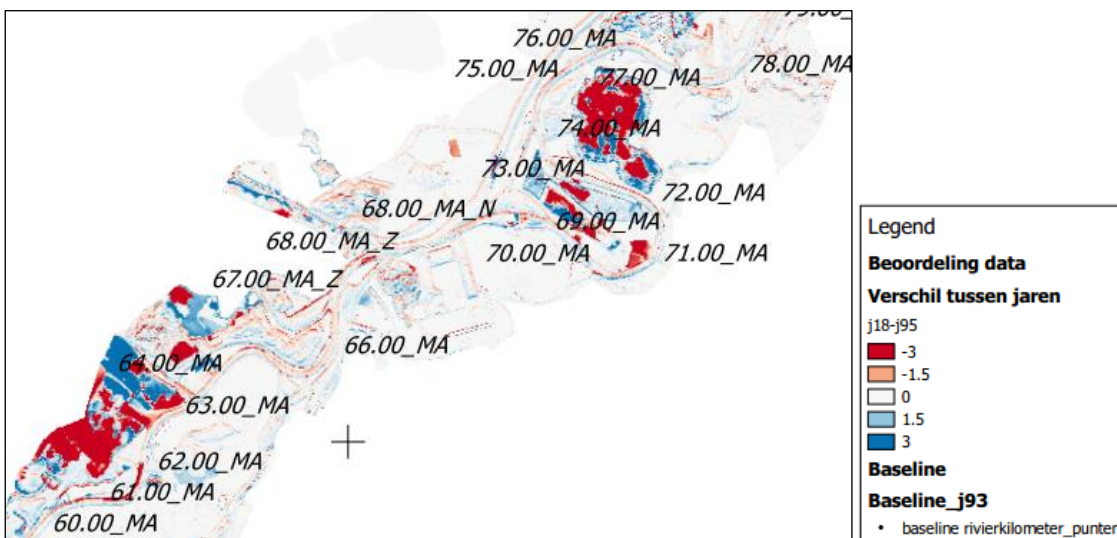 76.00_MA
75.00_MA
77.00_MA
78.00_MA
74.00_MA
73.00_MA
72.00_MA
68.00_MA_N
69.00_MA
68.00_MA_Z
70.00_MA
71.00_MA
67.00_MA_Z
66.00_MA
64.00_MA
63.00_MA
62.00_MA
61.00_MA
60.00_MA
Legend
Beoordeling data
Verschil tussen jaren
j18-j95
-3
-1.5
0
1.5
3
Baseline
Baseline_j93
baseline rivierkilometer_punten